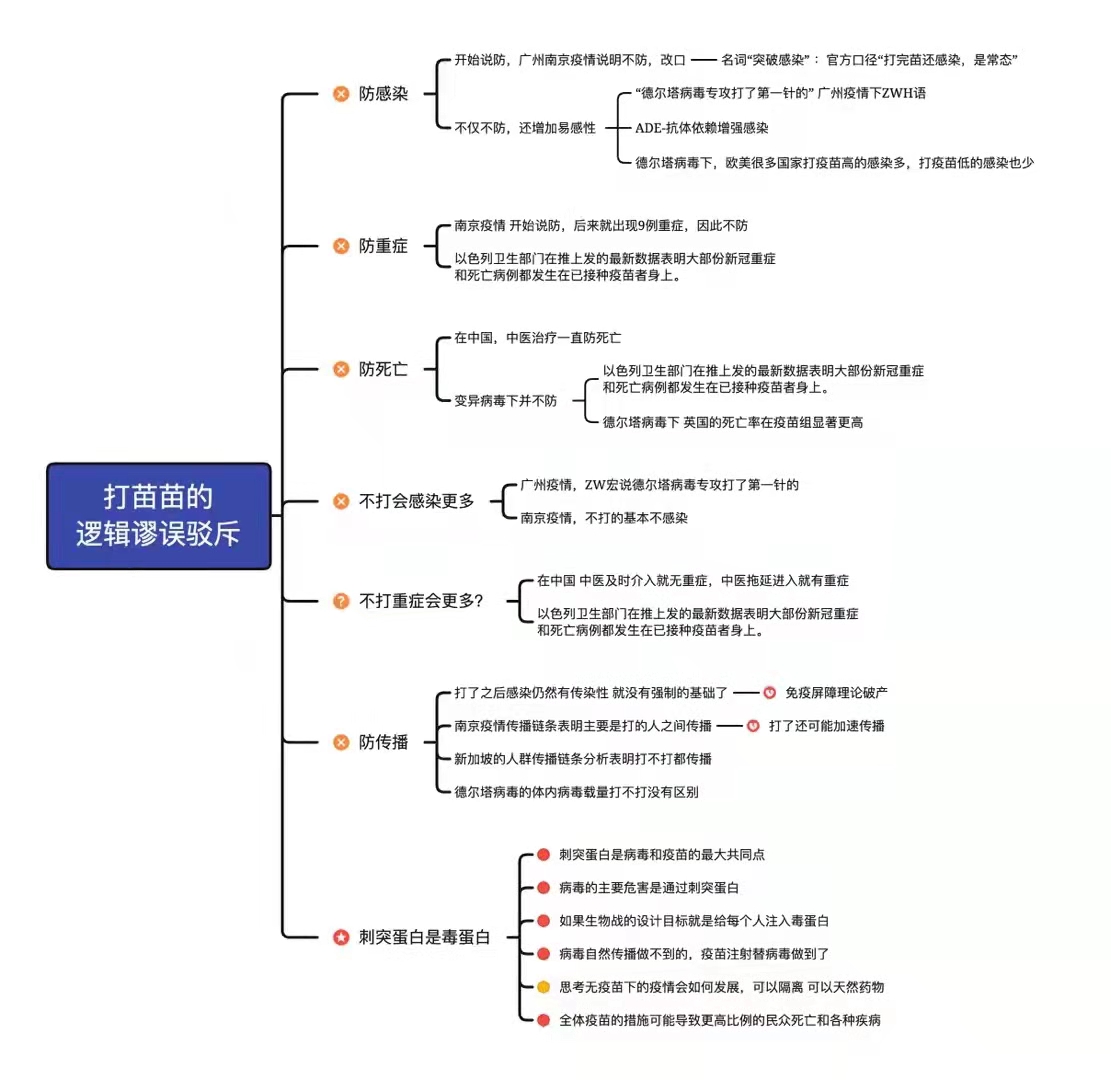 打苗苗的
逻辑谬误驳斥
防感染
开始说防，广州南京疫情说明不防，改口
名词“突破感染”： 官方口径“打完苗还感染，是常态”
不仅不防，还增加易感性
“德尔塔病毒专攻打了第一针的” 广州疫情下ZWH语
ADE-抗体依赖增强感染
德尔塔病毒下，欧美很多国家打疫苗高的感染多，打疫苗低的感染也少
防重症
南京疫情 开始说防，后来就出现9例重症，因此不防
以色列卫生部门在推上发的最新数据表明大部份新冠重症
和死亡病例都发生在已接种疫苗者身上。
防死亡
在中国，中医治疗一直防死亡
变异病毒下并不防
以色列卫生部门在推上发的最新数据表明大部份新冠重症
和死亡病例都发生在已接种疫苗者身上。
德尔塔病毒下 英国的死亡率在疫苗组显著更高
不打会感染更多
广州疫情，ZW宏说德尔塔病毒专攻打了第一针的
南京疫情，不打的基本不感染
不打重症会更多？
在中国 中医及时介入就无重症，中医拖延进入就有重症
以色列卫生部门在推上发的最新数据表明大部份新冠重症
和死亡病例都发生在已接种疫苗者身上。
防传播
打了之后感染仍然有传染性 就没有强制的基础了
免疫屏障理论破产
南京疫情传播链条表明主要是打的人之间传播
打了还可能加速传播
新加坡的人群传播链条分析表明打不打都传播
德尔塔病毒的体内病毒载量打不打没有区别
刺突蛋白是毒蛋白
刺突蛋白是病毒和疫苗的最大共同点
病毒的主要危害是通过刺突蛋白
如果生物战的设计目标就是给每个人注入毒蛋白
病毒自然传播做不到的，疫苗注射替病毒做到了
思考无疫苗下的疫情会如何发展，可以隔离 可以天然药物
全体疫苗的措施可能导致更高比例的民众死亡和各种疾病